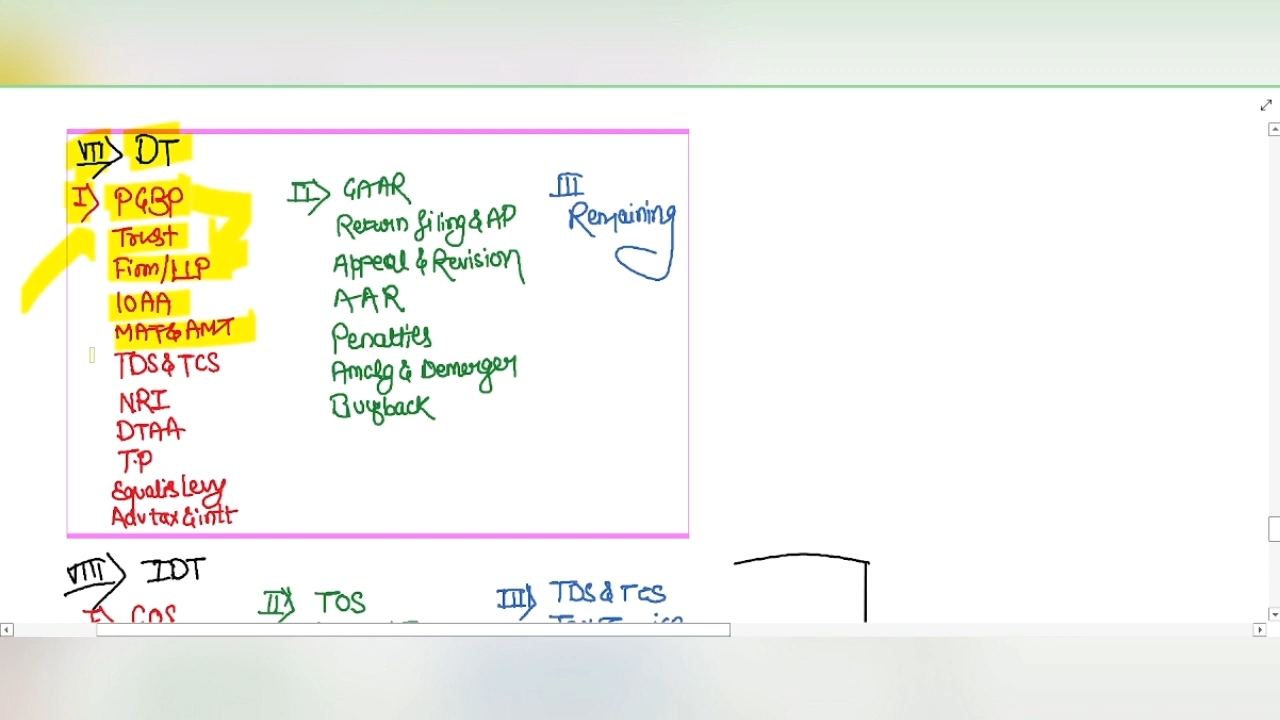 VII> DT
I> PGBP
Trust
Firm/LLP
IOAA
MAT&AMT
TDS&TCS
NRI
DTAA
T.P
Equalis Levy
Adv tax & intt
II> GAAR
Return filing & AP
Appeal & Revision
AAR
Penalties
Amalg & Demerger
Buyback
III
Remaining
VIII> IDT
I> COS
II> TOS
III> TDS & TCS